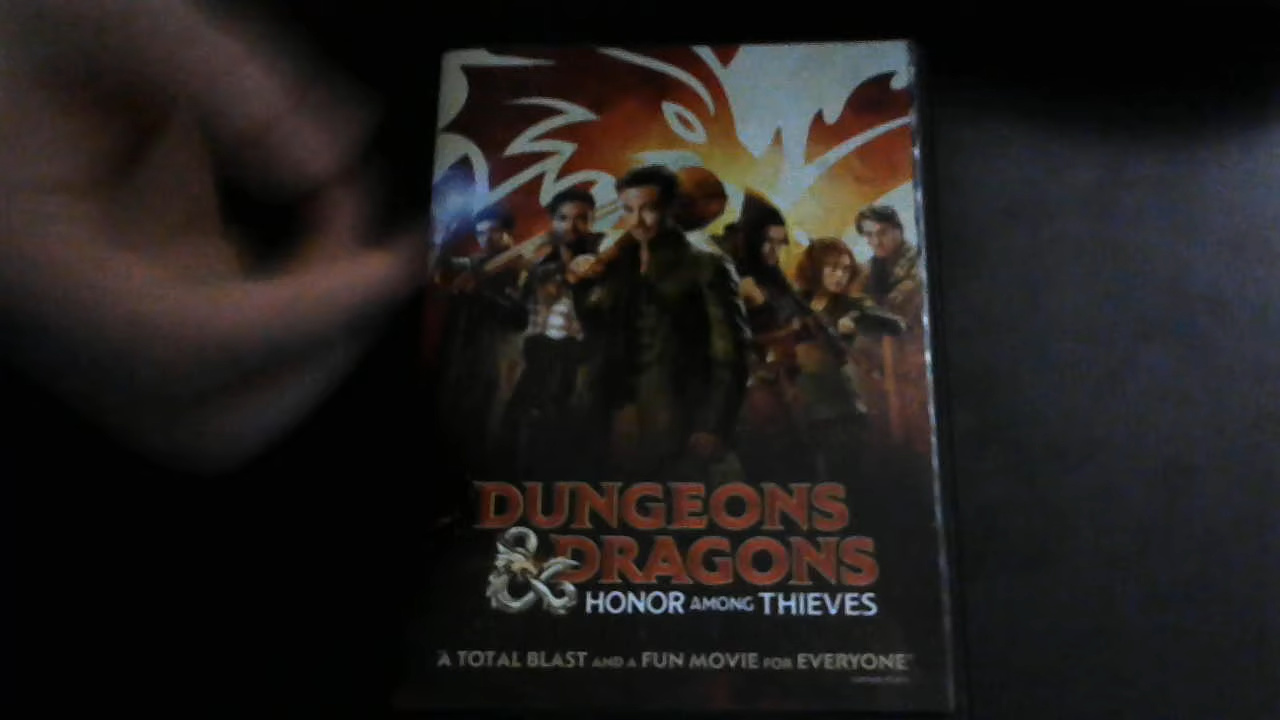 DUNGEONS
& DRAGONS
HONOR AMONG THIEVES
"A TOTAL BLAST AND A FUN MOVIE FOR EVERYONE"